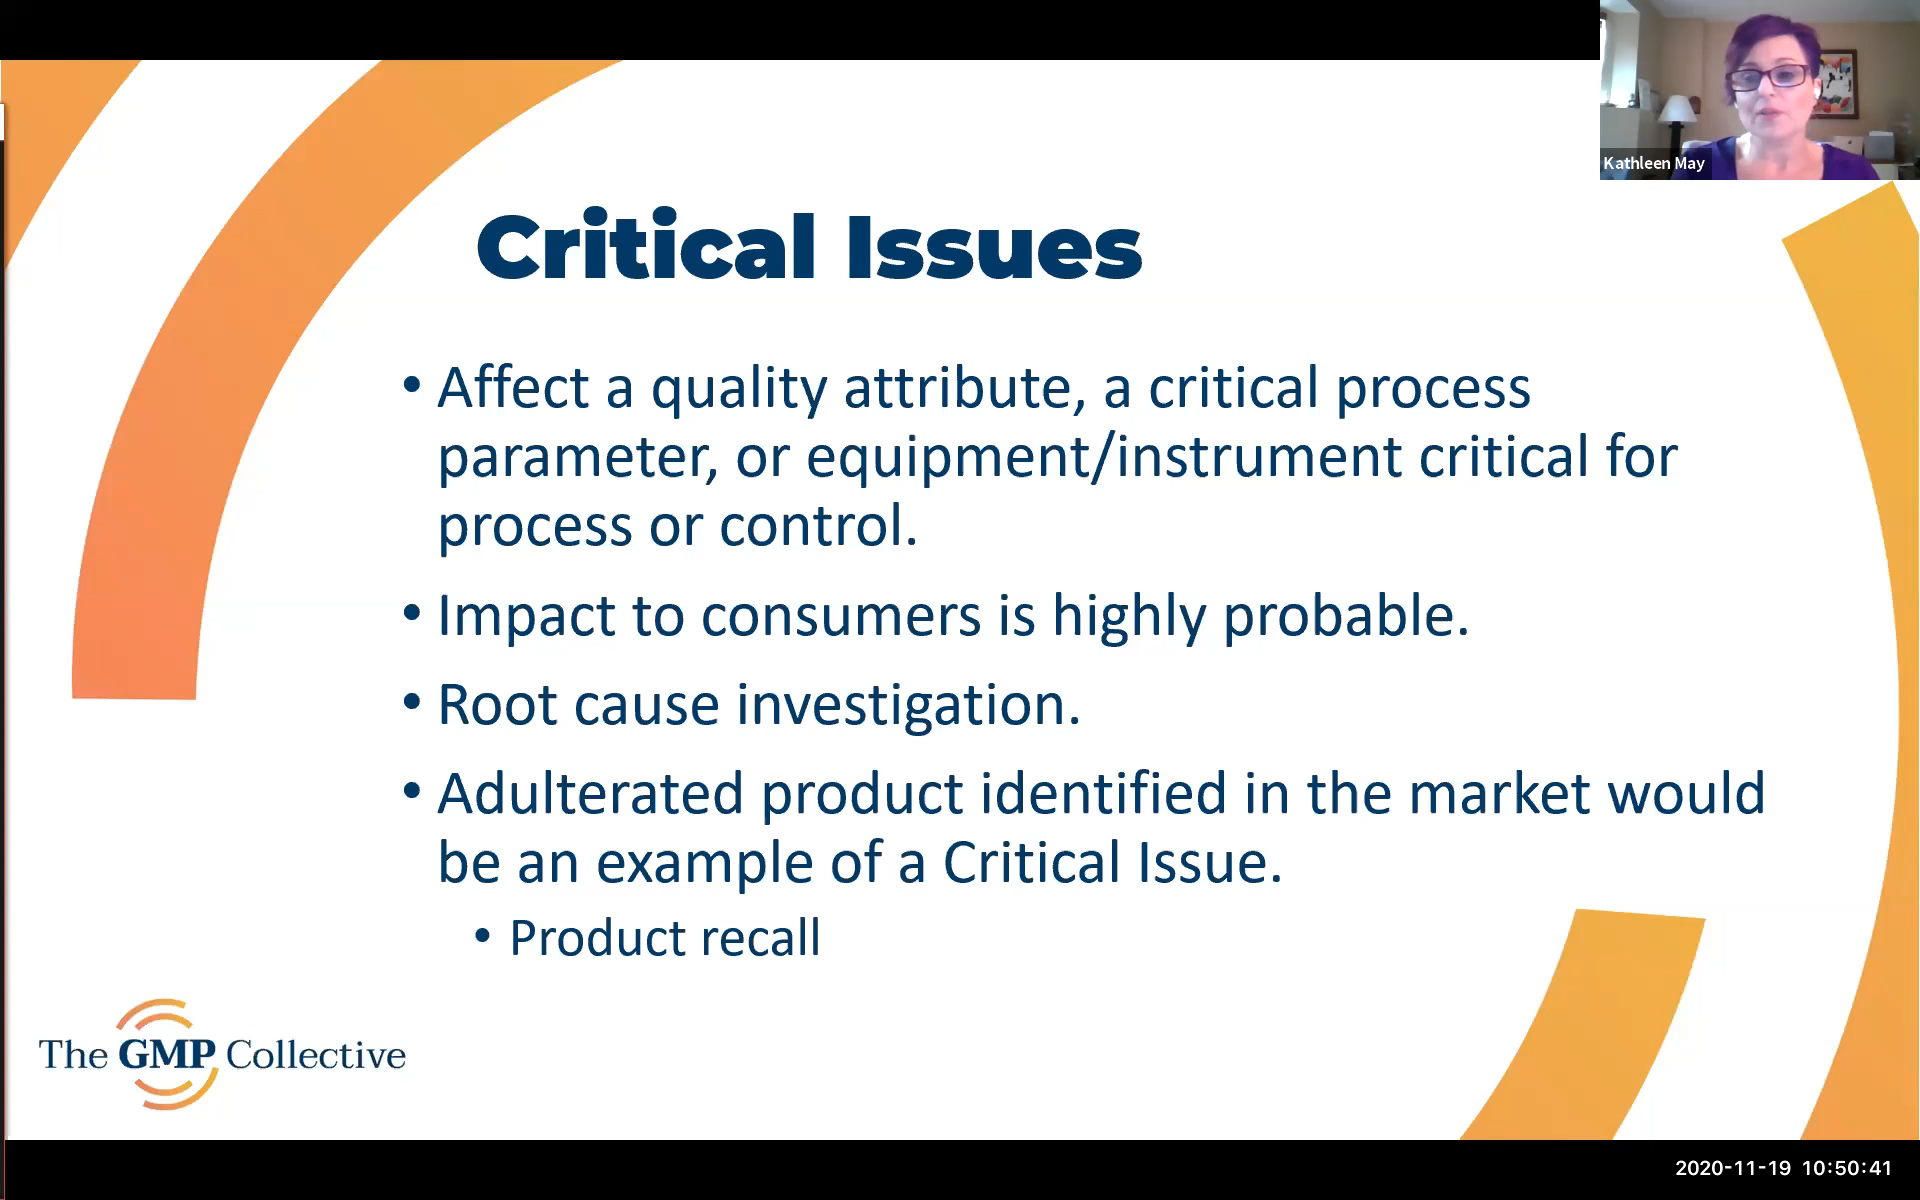 Kathleen May
Critical Issues
• Affect a quality attribute, a critical process
parameter, or equipment/instrument critical for
process or control.
• Impact to consumers is highly probable.
• Root cause investigation.
• Adulterated product identified in the market would
be an example of a Critical Issue.
• Product recall
The GMP Collective
2020-11-19 10:50:41